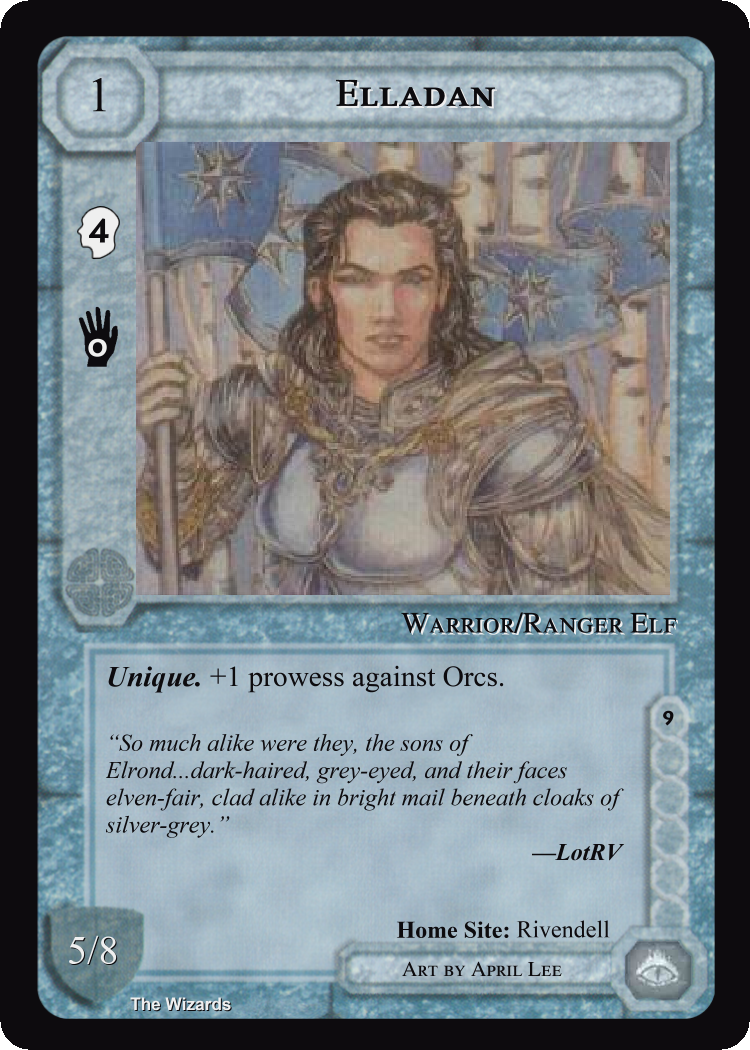 1
Elladan
4
0
Warrior/Ranger Elf
Unique. +1 prowess against Orcs.
9
“So much alike were they, the sons of
Elrond...dark-haired, grey-eyed, and their faces
elven-fair, clad alike in bright mail beneath cloaks of
silver-grey.”
—LotRV
Home Site: Rivendell
5/8
Art by April Lee
The Wizards